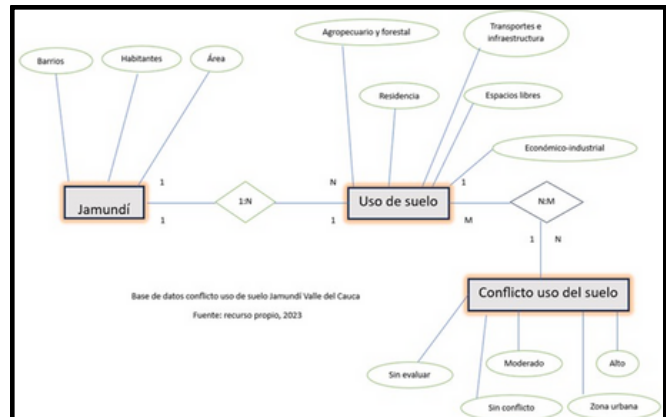 Agropecuario y forestal
Transportes e
infraestructura
Barrios
Habitantes
Área
Residencia
Espacios libres
Económico-industrial
1
N
1
Jamundí
1:N
Uso de suelo
N:M
1
1
M
1
N
Base de datos conflicto uso de suelo Jamundí Valle del Cauca
Fuente: recurso propio, 2023
Conflicto uso del suelo
Moderado
Alto
Sin evaluar
Sin conflicto
Zona urbana